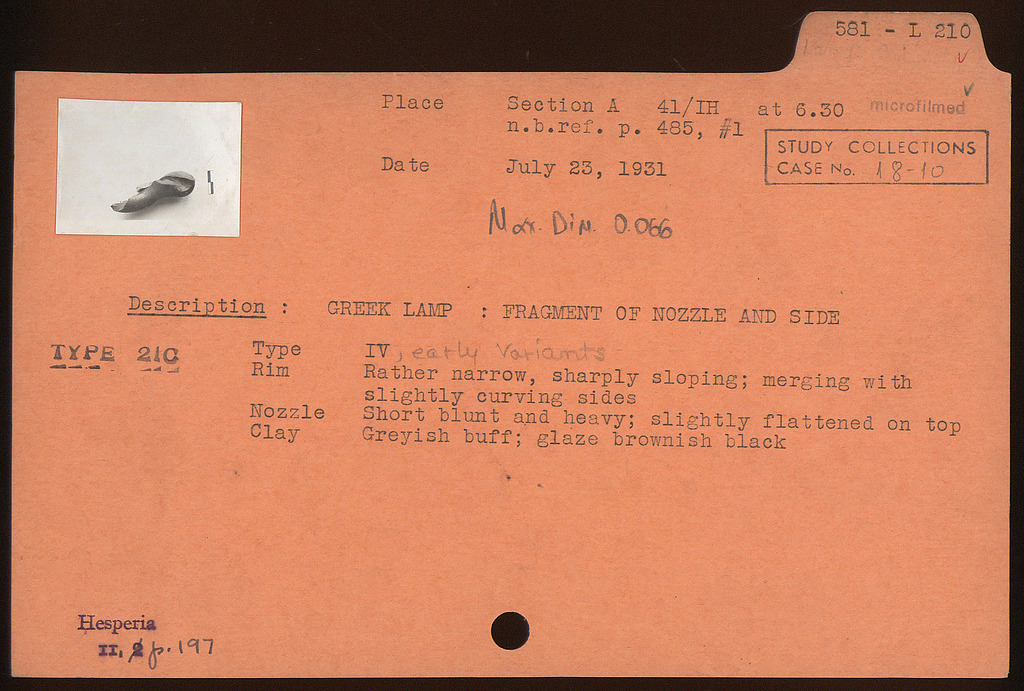 581 - L 210
Place Section A 41/IH at 6.30 microfilmed
n.b.ref. p. 485, #1
STUDY COLLECTIONS
CASE No. 18-10
Date July 23, 1931
Max. Dim. 0.066
Description : GREEK LAMP : FRAGMENT OF NOZZLE AND SIDE
TYPE 21C
Type IV, early variants
Rim Rather narrow, sharply sloping; merging with
slightly curving sides
Nozzle Short blunt and heavy; slightly flattened on top
Clay Greyish buff; glaze brownish black
Hesperia
II, p. 197